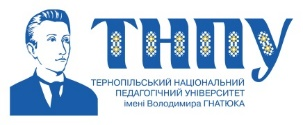 ТНПУ
ТЕРНОПІЛЬСЬКИЙ НАЦІОНАЛЬНИЙ
ПЕДАГОГІЧНИЙ УНІВЕРСИТЕТ
імені Володимира ГНАТЮКА